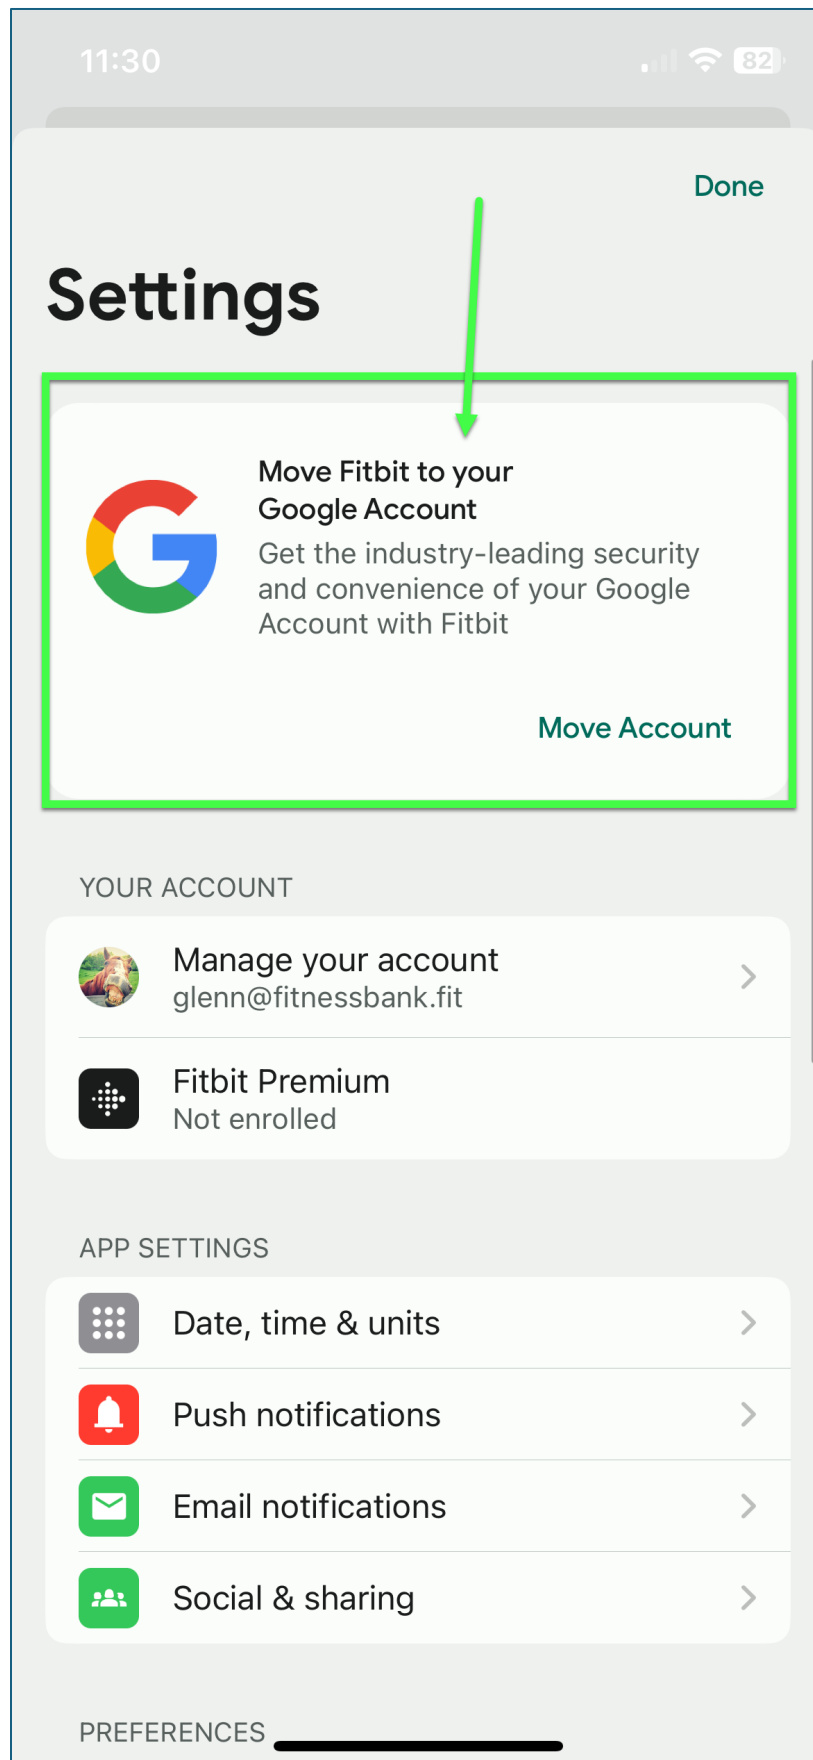 11:30
82
Done
Settings
Move Fitbit to your
Google Account
Get the industry-leading security
and convenience of your Google
Account with Fitbit
Move Account
YOUR ACCOUNT
Manage your account
glenn@fitnessbank.fit
Fitbit Premium
Not enrolled
APP SETTINGS
Date, time & units
Push notifications
Email notifications
Social & sharing
PREFERENCES